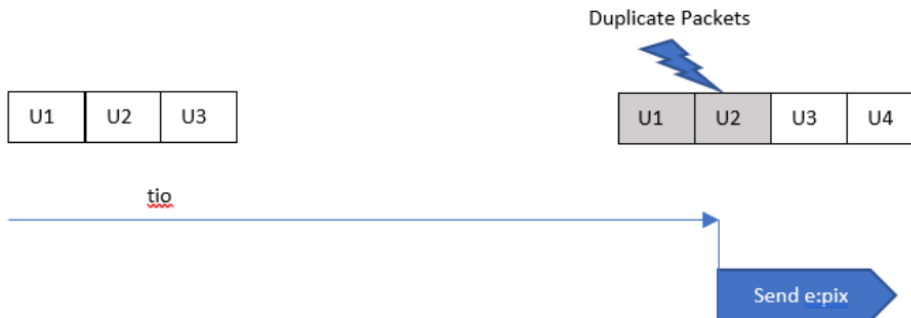 Duplicate Packets
U1 U2 U3 U1 U2 U3 U4
tio
Send e:pix